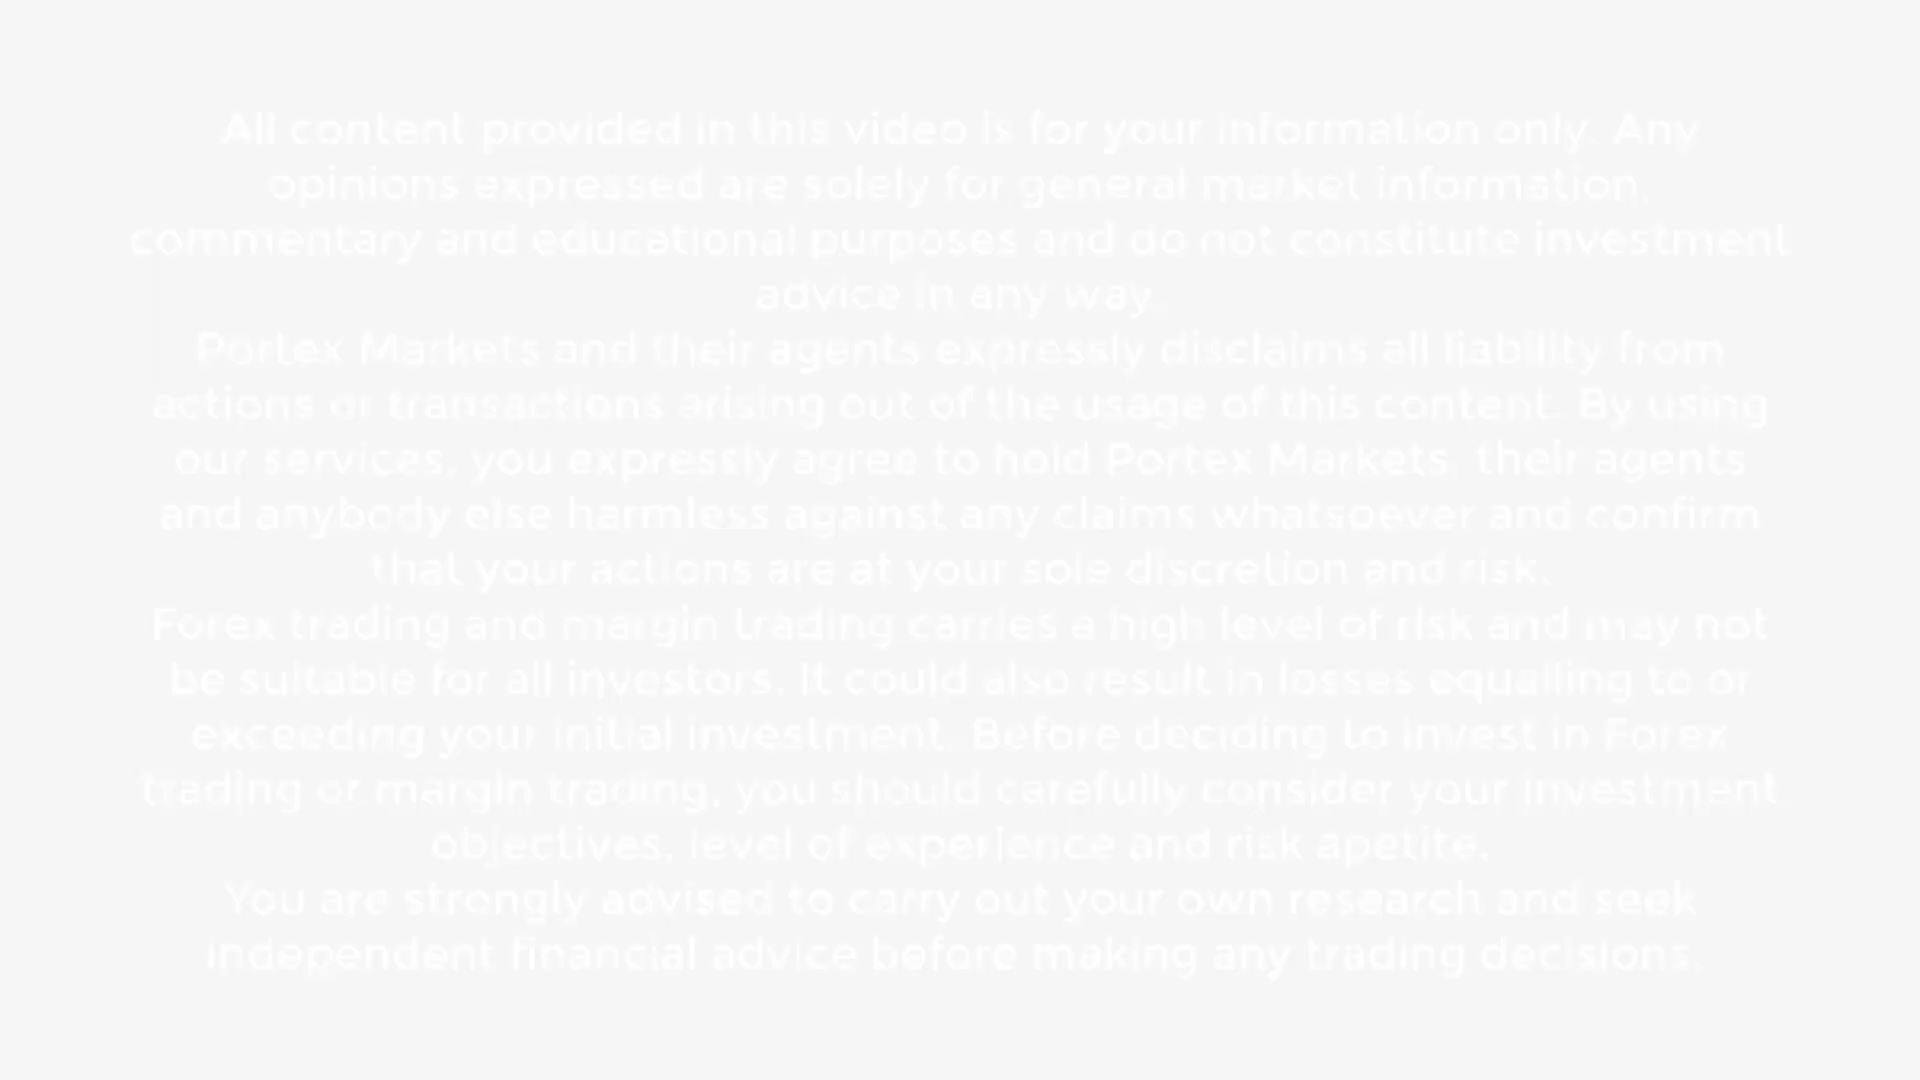 All content provided in this video is for your information only. Any
opinions expressed are solely for general market information,
commentary and educational purposes and do not constitute investment
advice in any way.
Portex Markets and their agents expressly disclaims all liability from
actions or transactions arising out of the usage of this content. By using
our services, you expressly agree to hold Portex Markets, their agents
and anybody else harmless against any claims whatsoever and confirm
that your actions are at your sole discretion and risk.
Forex trading and margin trading carries a high level of risk and may not
be suitable for all investors. It could also result in losses equalling to or
exceeding your initial investment. Before deciding to invest in Forex
trading or margin trading, you should carefully consider your investment
objectives, level of experience and risk apetite.
You are strongly advised to carry out your own research and seek
independent financial advice before making any trading decisions.